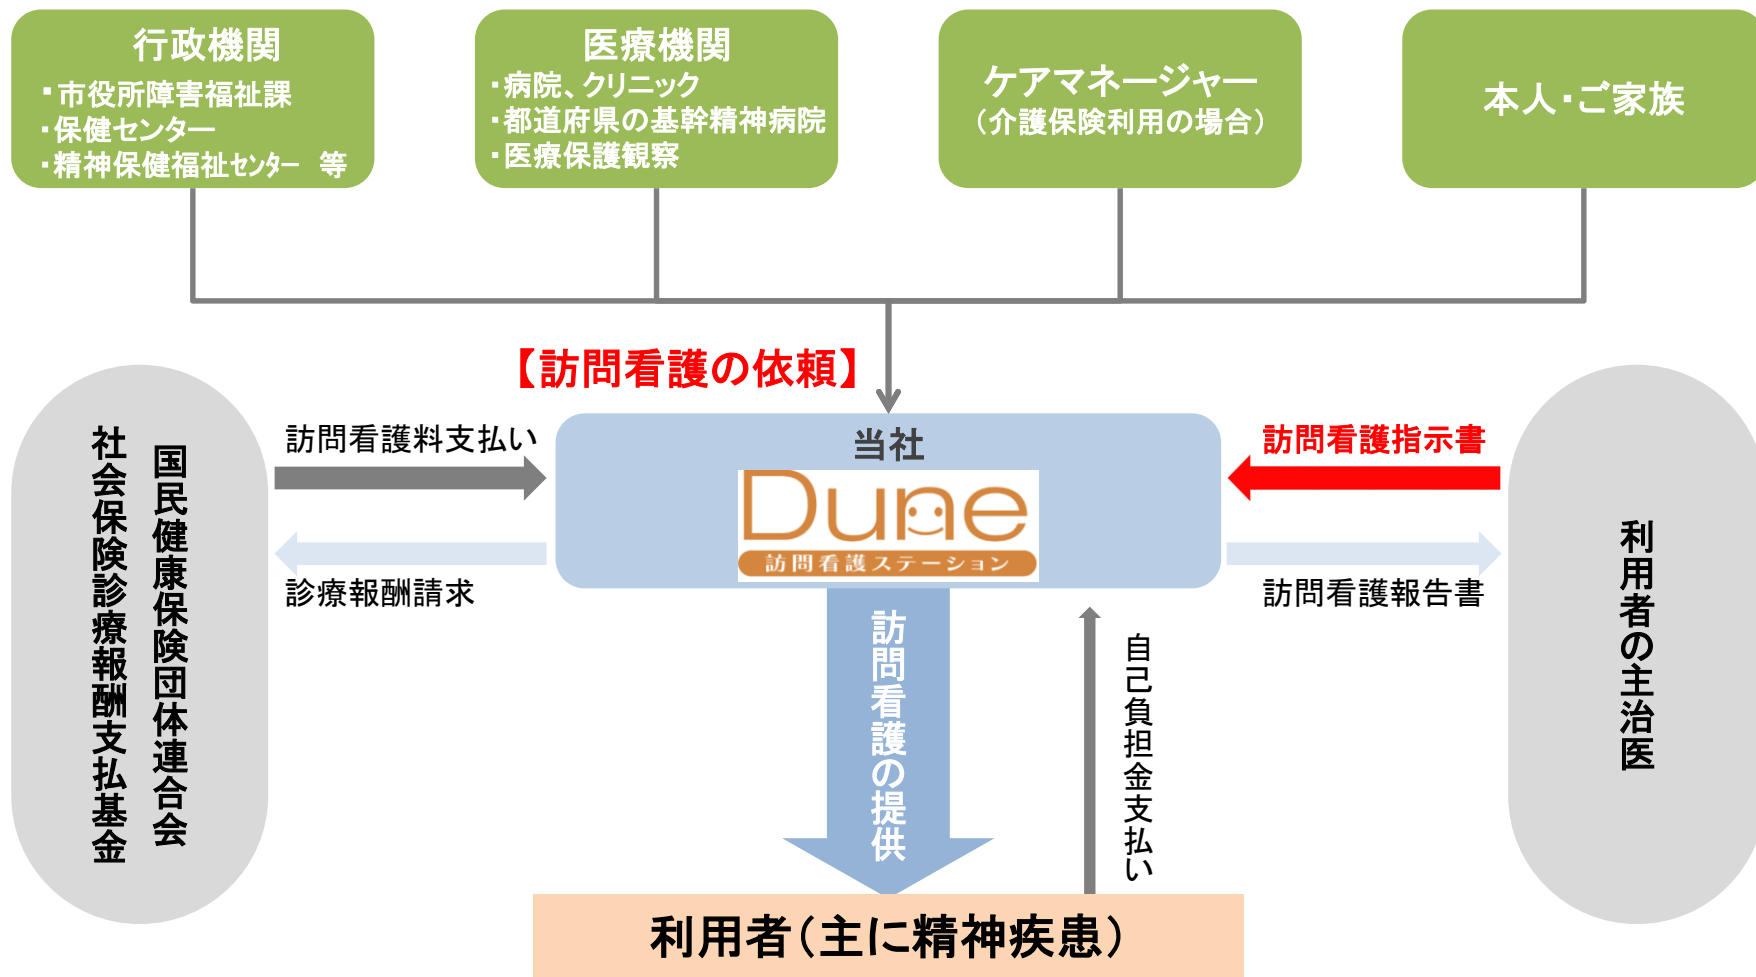 行政機関
・市役所障害福祉課
・保健センター
・精神保健福祉センター 等
医療機関
・病院、クリニック
・都道府県の基幹精神病院
・医療保護観察
ケアマネージャー
（介護保険利用の場合）
本人・ご家族
【訪問看護の依頼】
国民健康保険団体連合会
社会保険診療報酬支払基金
訪問看護料支払い
診療報酬請求
当社
Dune
訪問看護ステーション
訪問看護指示書
訪問看護報告書
利用者の主治医
訪問看護の提供
自己負担金支払い
利用者（主に精神疾患）